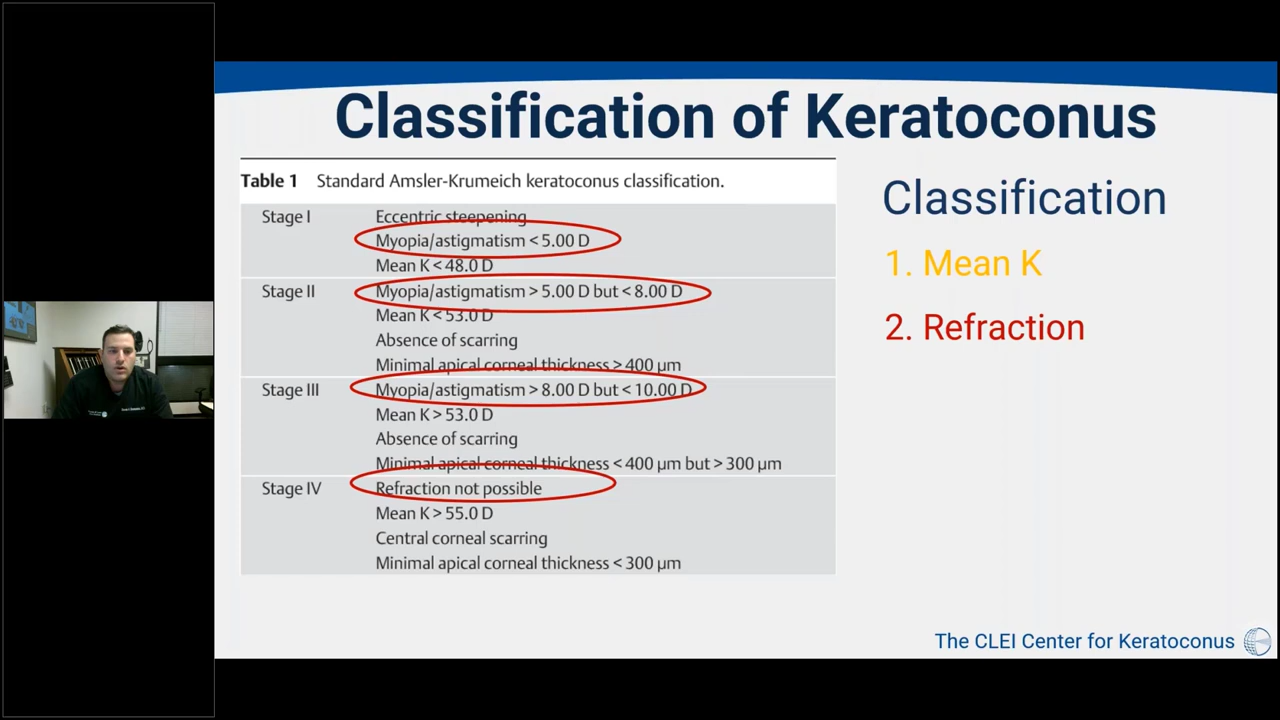 Classification of Keratoconus
Table 1 Standard Amsler-Krumeich keratoconus classification.
Stage I Eccentric steepening
Myopia/astigmatism < 5.00 D
Mean K < 48.0 D
Stage II Myopia/astigmatism > 5.00 D but < 8.00 D
Mean K < 53.0 D
Absence of scarring
Minimal apical corneal thickness > 400 µm
Stage III Myopia/astigmatism > 8.00 D but < 10.00 D
Mean K > 53.0 D
Absence of scarring
Minimal apical corneal thickness < 400 µm but > 300 µm
Stage IV Refraction not possible
Mean K > 55.0 D
Central corneal scarring
Minimal apical corneal thickness < 300 µm
Classification
1. Mean K
2. Refraction
The CLEI Center for Keratoconus